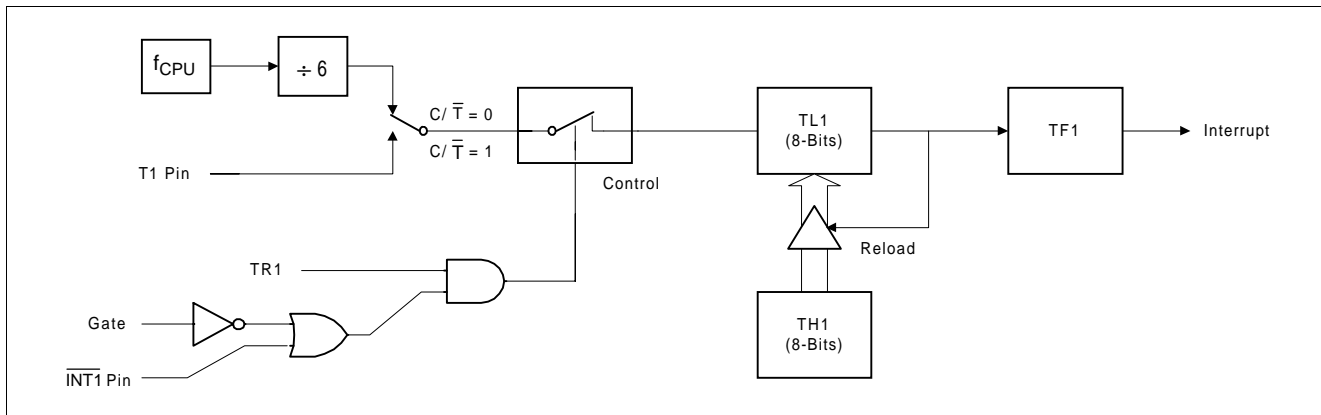 fCPU
÷ 6
C/T̅ = 0
C/T̅ = 1
T1 Pin
Control
TL1
(8-Bits)
TF1
Interrupt
Reload
TR1
Gate
I̅N̅T̅1̅ Pin
TH1
(8-Bits)